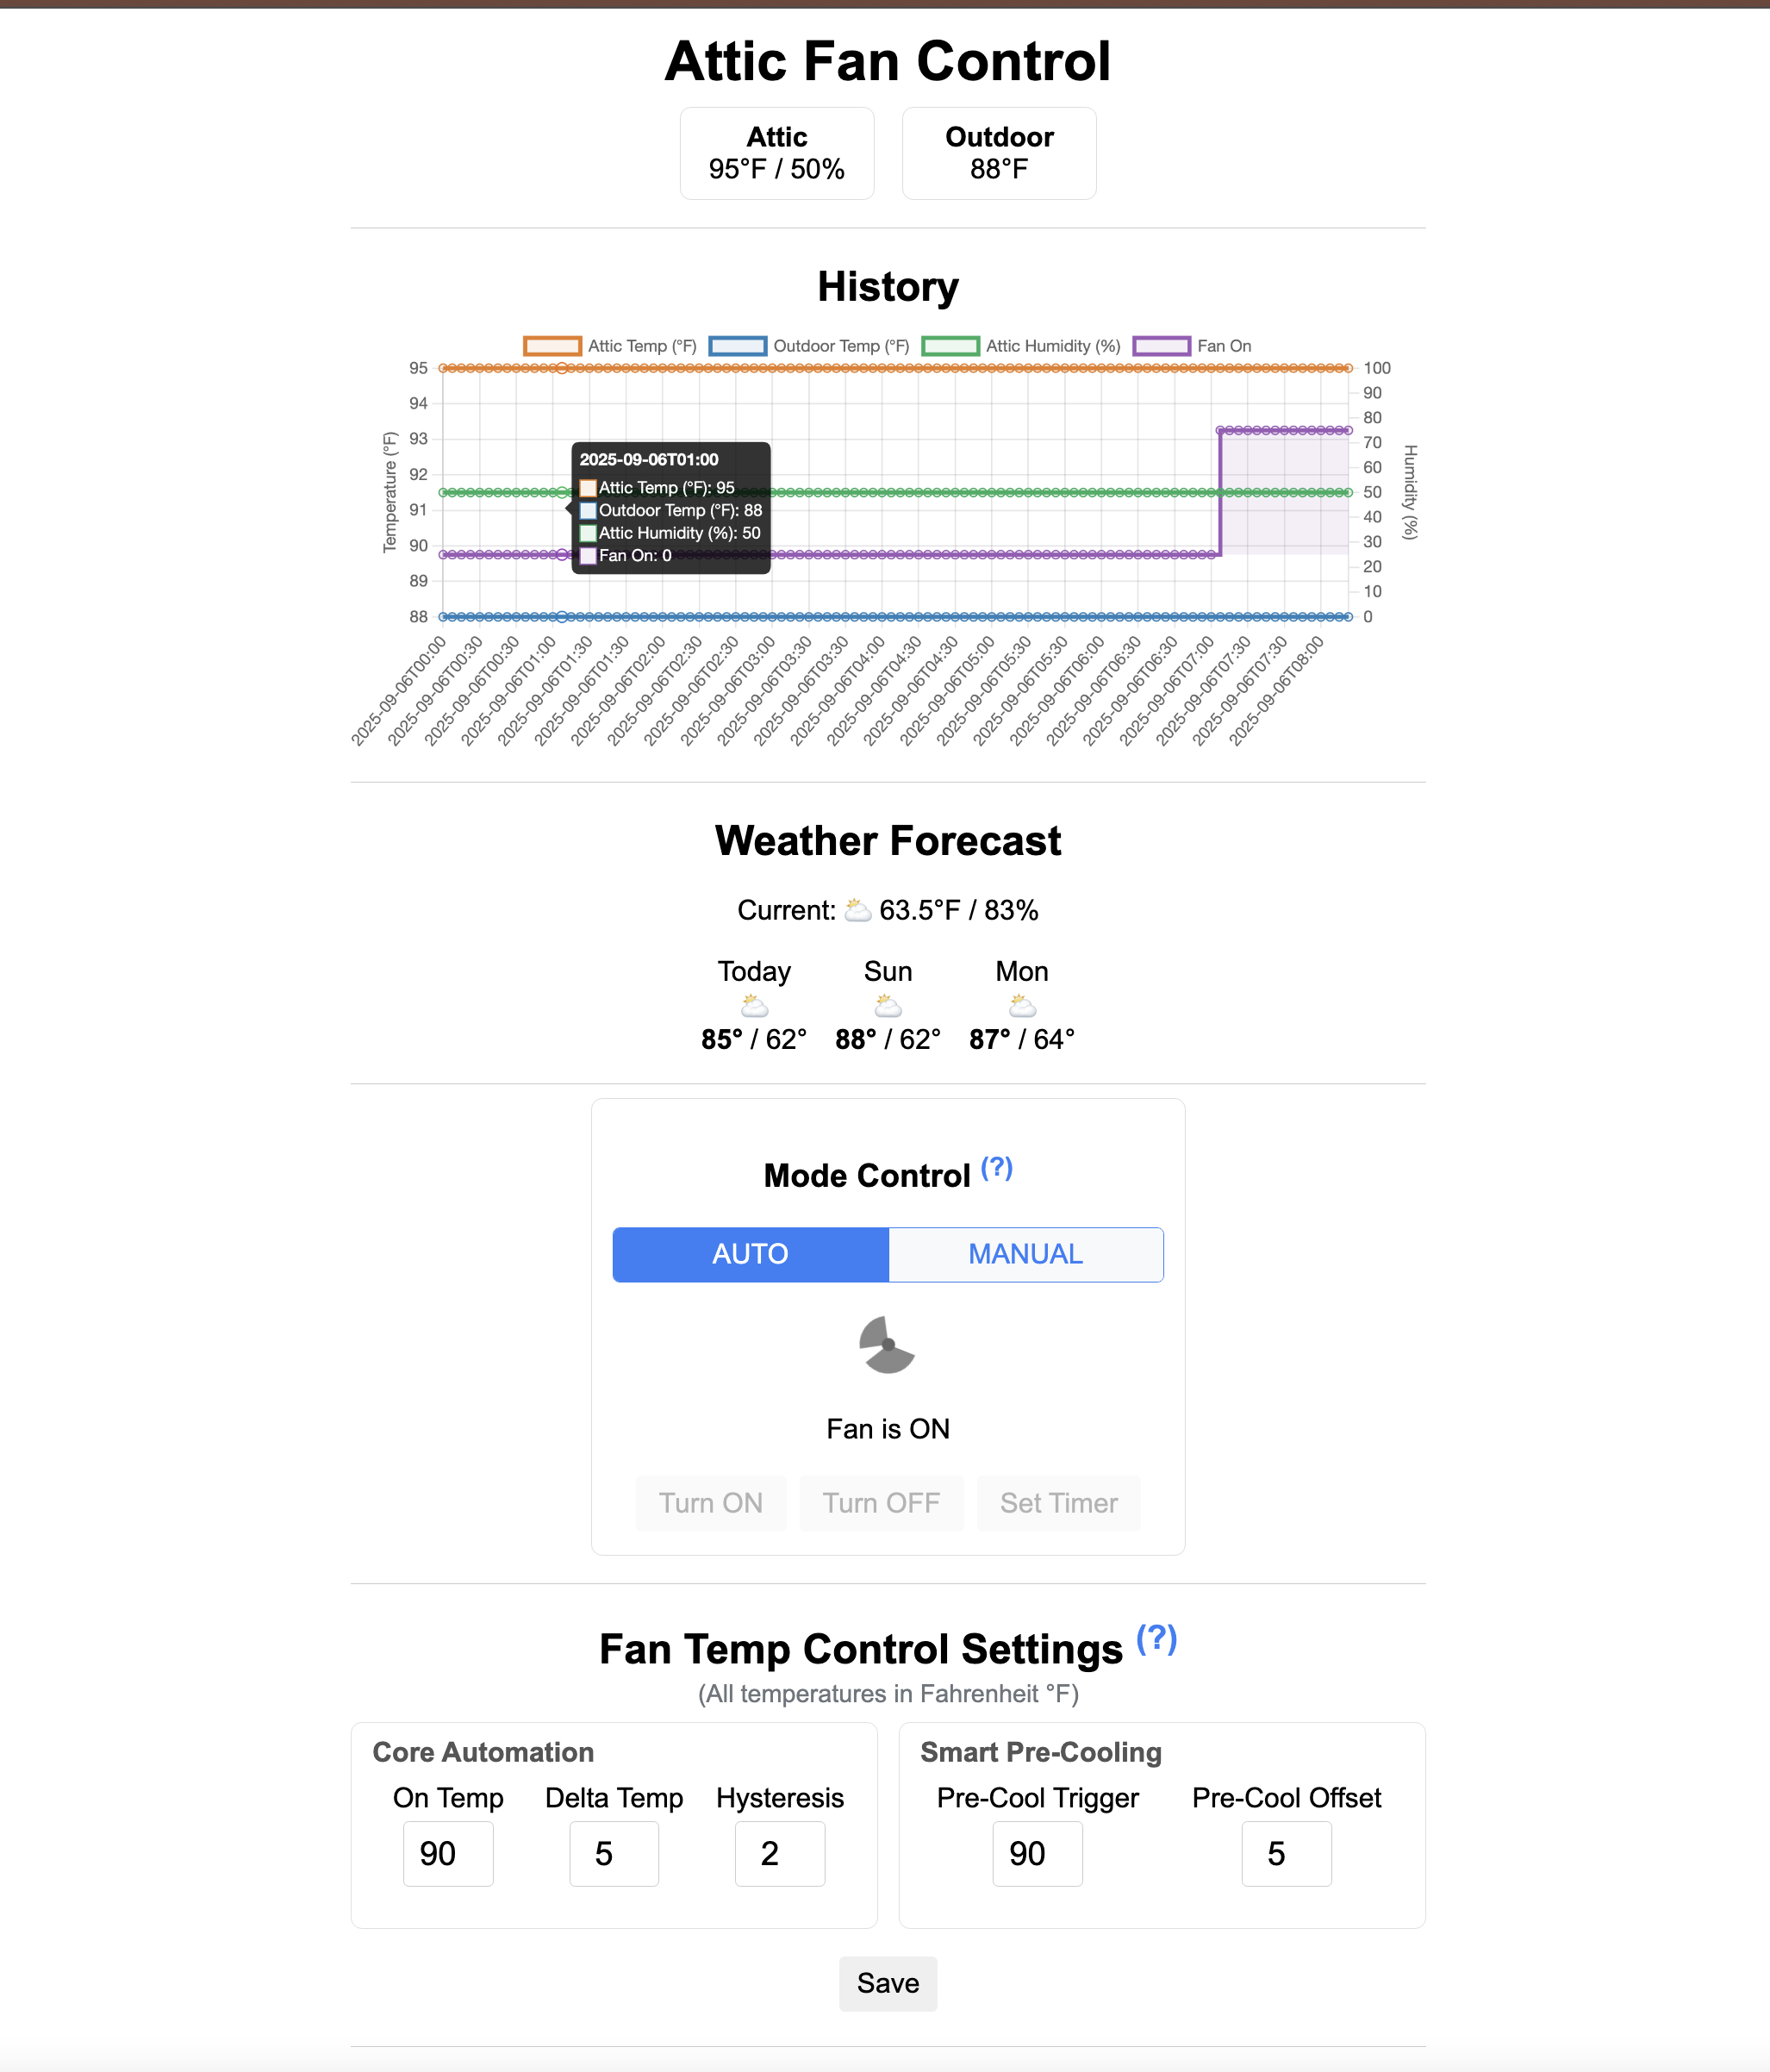 Attic Fan Control
Attic
95°F / 50%
Outdoor
88°F
History
Attic Temp (°F) Outdoor Temp (°F) Attic Humidity (%) Fan On
Temperature (°F)
95
94
93
92
91
90
89
88
2025-09-06T01:00
Attic Temp (°F): 95
Outdoor Temp (°F): 88
Attic Humidity (%): 50
Fan On: 0
100
90
80
70
60
50
40
30
20
10
0
Humidity (%)
2025-09-06T00:00
2025-09-06T00:30
2025-09-06T00:30
2025-09-06T01:00
2025-09-06T01:30
2025-09-06T01:30
2025-09-06T02:00
2025-09-06T02:30
2025-09-06T02:30
2025-09-06T03:00
2025-09-06T03:30
2025-09-06T03:30
2025-09-06T04:00
2025-09-06T04:30
2025-09-06T04:30
2025-09-06T05:00
2025-09-06T05:30
2025-09-06T05:30
2025-09-06T06:00
2025-09-06T06:30
2025-09-06T06:30
2025-09-06T07:00
2025-09-06T07:30
2025-09-06T07:30
2025-09-06T08:00
Weather Forecast
Current: 63.5°F / 83%
Today
85° / 62°
Sun
88° / 62°
Mon
87° / 64°
Mode Control (?)
AUTO MANUAL
Fan is ON
Turn ON Turn OFF Set Timer
Fan Temp Control Settings (?)
(All temperatures in Fahrenheit °F)
Core Automation
On Temp Delta Temp Hysteresis
90 5 2
Smart Pre-Cooling
Pre-Cool Trigger Pre-Cool Offset
90 5
Save